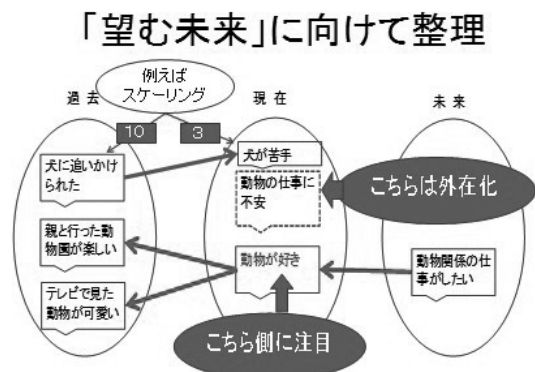 「望む未来」に向けて整理
例えば
スケーリング
過去
現在
未来
10
3
犬に追いかけ
られた
犬が苦手
動物の仕事に
不安
こちらは外在化
親と行った動
物園が楽しい
動物が好き
動物関係の仕
事がしたい
テレビで見た
動物が可愛い
こちら側に注目